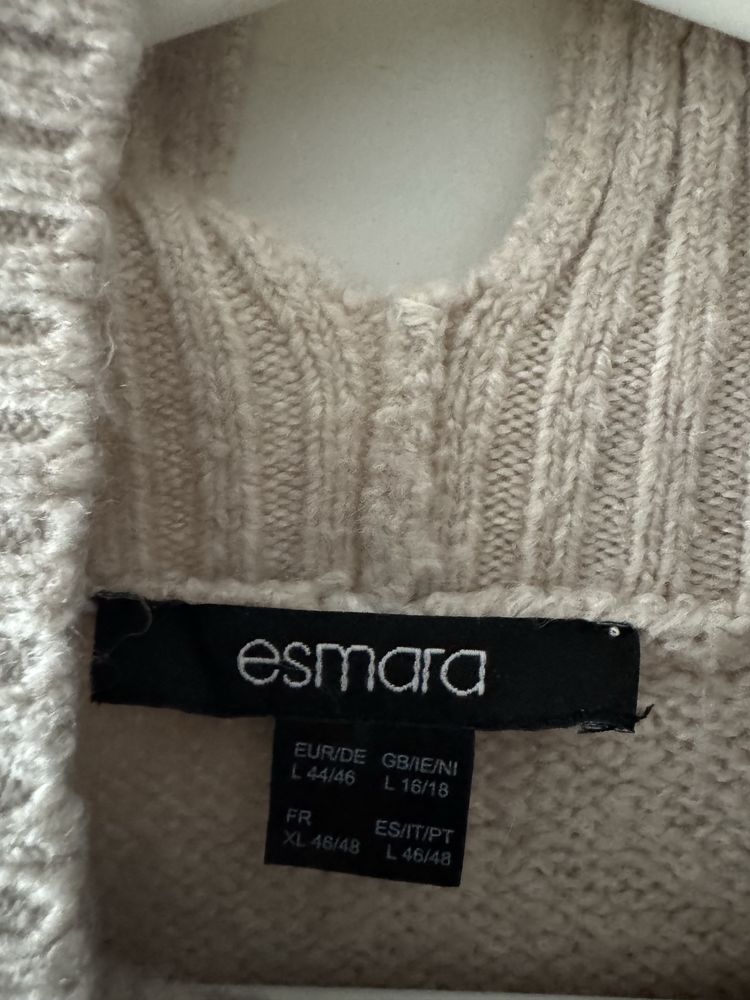 esmara
EUR/DE GB/IE/NI
L 44/46 L 16/18
FR ES/IT/PT
XL 46/48 L 46/48